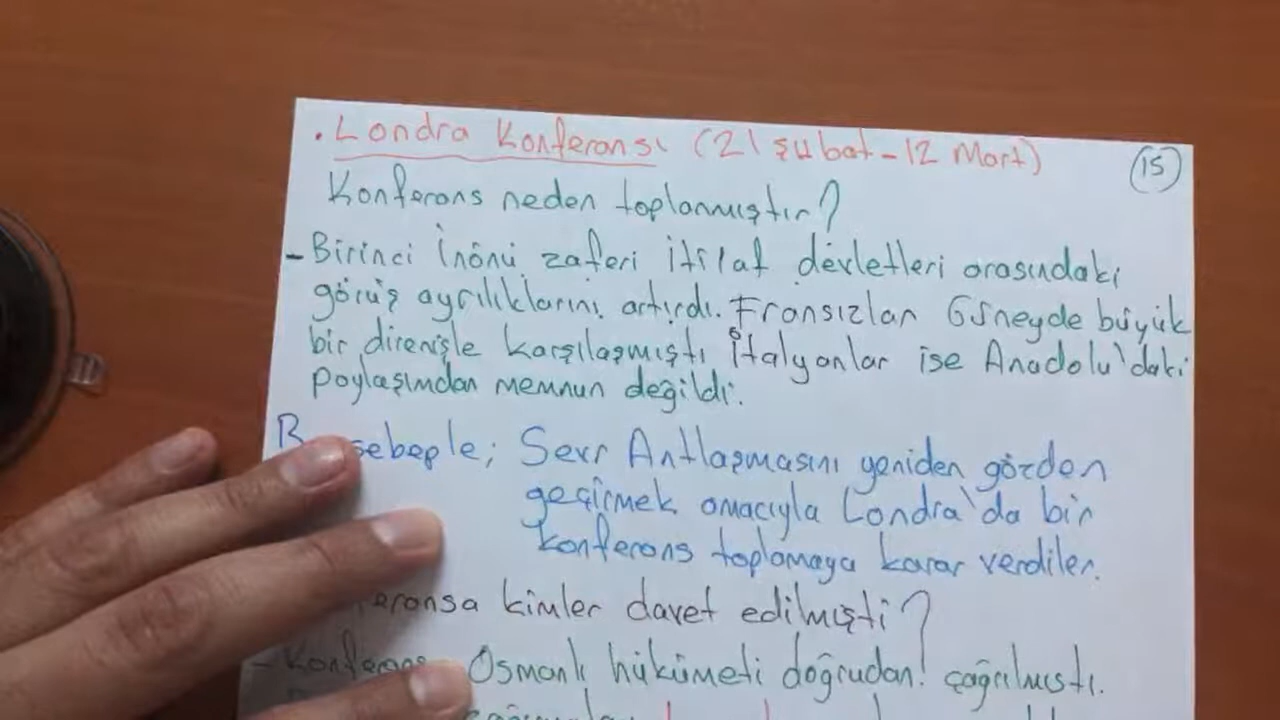 . Londra Konferansı (21 şubat - 12 Mart)
15
Konferans neden toplanmıştır?
- Birinci İnönü zaferi İtilaf devletleri arasındaki
görüş ayrılıklarını artırdı. Fransızlar Güneyde büyük
bir direnişle karşılaşmıştı İtalyanlar ise Anadolu'daki
paylaşımdan memnun değildi.
sebeple; Sevr Antlaşmasını yeniden gözden
geçirmek amacıyla Londra'da bir
konferans toplamaya karar verdiler.
kimler davet edilmişti?
- Osmanlı hükümeti doğrudan! çağrılmıştı.